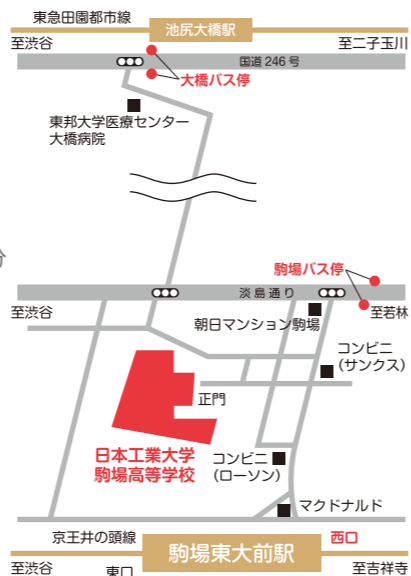 東急田園都市線
池尻大橋駅
至渋谷
至二子玉川
国道 246 号
大橋バス停
東邦大学医療センター
大橋病院
分
駒場バス停
淡島通り
至渋谷
至若林
朝日マンション駒場
コンビニ
(サンクス)
正門
日本工業大学
駒場高等学校
コンビニ
(ローソン)
マクドナルド
京王井の頭線
駒場東大前駅
西口
至渋谷
東口
至吉祥寺